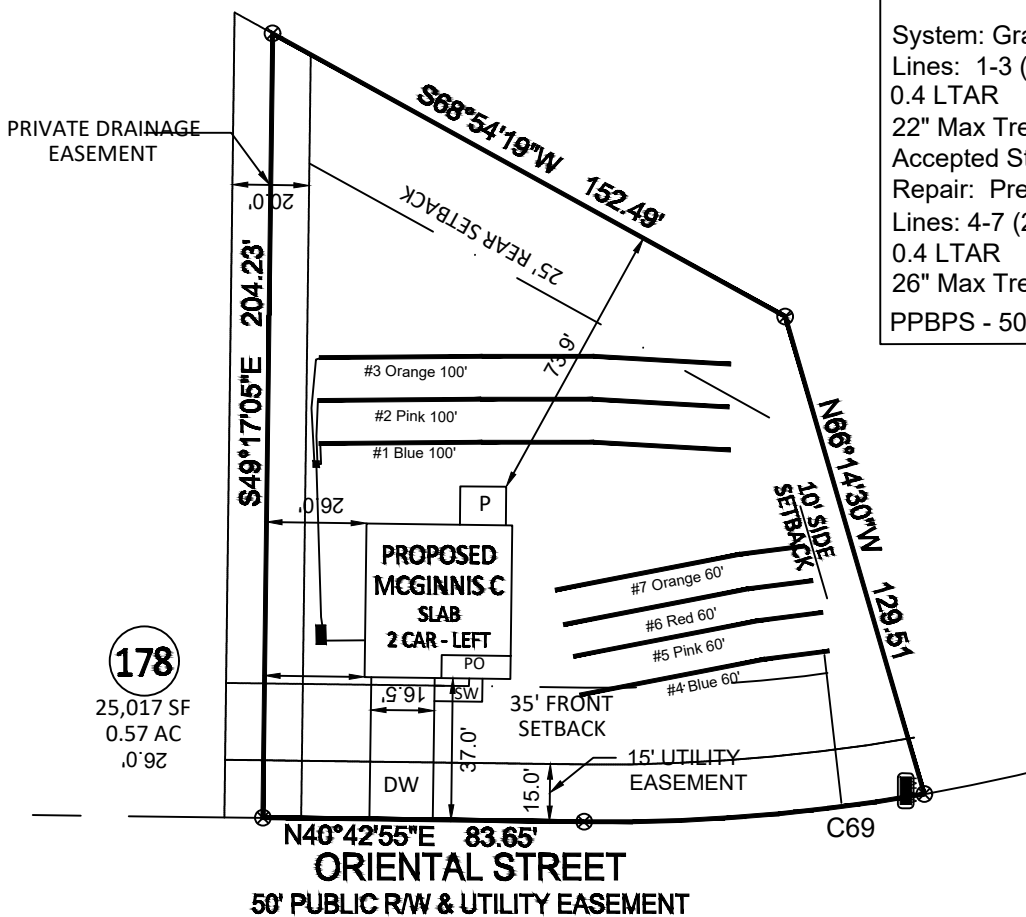 System: Gra
Lines: 1-3 (
0.4 LTAR
22" Max Tre
Accepted St
Repair: Pre
Lines: 4-7 (2
0.4 LTAR
26" Max Tre
PPBPS - 50
PRIVATE DRAINAGE
EASEMENT
20.0'
S68°54'19"W 152.49'
25' REAR SETBACK
S49°17'05"E 204.23'
73.9'
#3 Orange 100'
#2 Pink 100'
#1 Blue 100'
N66°14'30"W 129.51
10' SIDE
SETBACK
26.0'
P
PROPOSED
MCGINNIS C
SLAB
2 CAR - LEFT
PO
SW
#7 Orange 60'
#6 Red 60'
#5 Pink 60'
#4 Blue 60'
178
25,017 SF
0.57 AC
26.0'
16.5'
37.0'
35' FRONT
SETBACK
15' UTILITY
EASEMENT
15.0'
DW
C69
N40°42'55"E 83.65'
ORIENTAL STREET
50' PUBLIC R/W & UTILITY EASEMENT